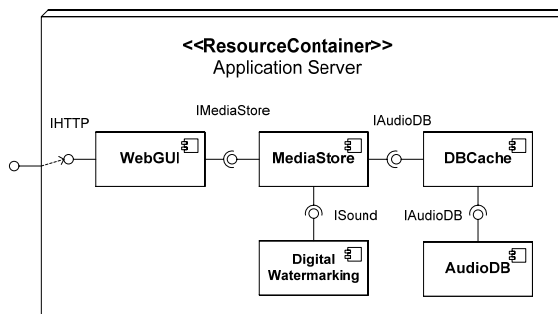 <<ResourceContainer>>
Application Server
IMediaStore
IAudioDB
IHTTP
WebGUI
MediaStore
DBCache
ISound
IAudioDB
Digital
Watermarking
AudioDB